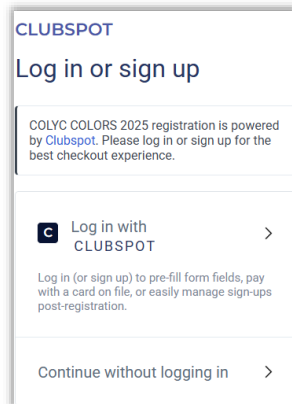 CLUBSPOT
Log in or sign up
COLYC COLORS 2025 registration is powered
by Clubspot. Please log in or sign up for the
best checkout experience.
C
Log in with
CLUBSPOT
Log in (or sign up) to pre-fill form fields, pay
with a card on file, or easily manage sign-ups
post-registration.
Continue without logging in